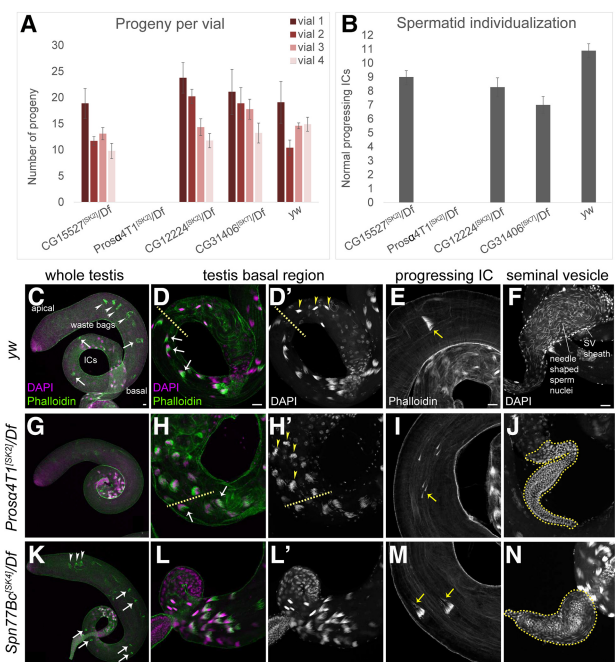 A
Progeny per vial
vial 1
vial 2
vial 3
vial 4
Number of progeny
30
25
20
15
10
5
0
CG15527[SK2]/Df
Prosα4T1[SK2]/Df
CG12224[SK2]/Df
CG31406[SK7]/Df
yw
B
Spermatid individualization
Normal progressing ICs
12
11
10
9
8
7
6
5
4
3
2
1
0
CG15527[SK2]/Df
Prosα4T1[SK2]/Df
CG12224[SK2]/Df
CG31406[SK7]/Df
yw
whole testis
testis basal region
progressing IC
seminal vesicle
yw
C
apical
waste bags
ICs
basal
DAPI
Phalloidin
D
DAPI
Phalloidin
D'
DAPI
E
Phalloidin
F
SV
sheath
needle
shaped
sperm
nuclei
DAPI
Prosα4T1[SK2]/Df
G
H
H'
I
J
Spn77Bc[SK4]/Df
K
L
L'
M
N